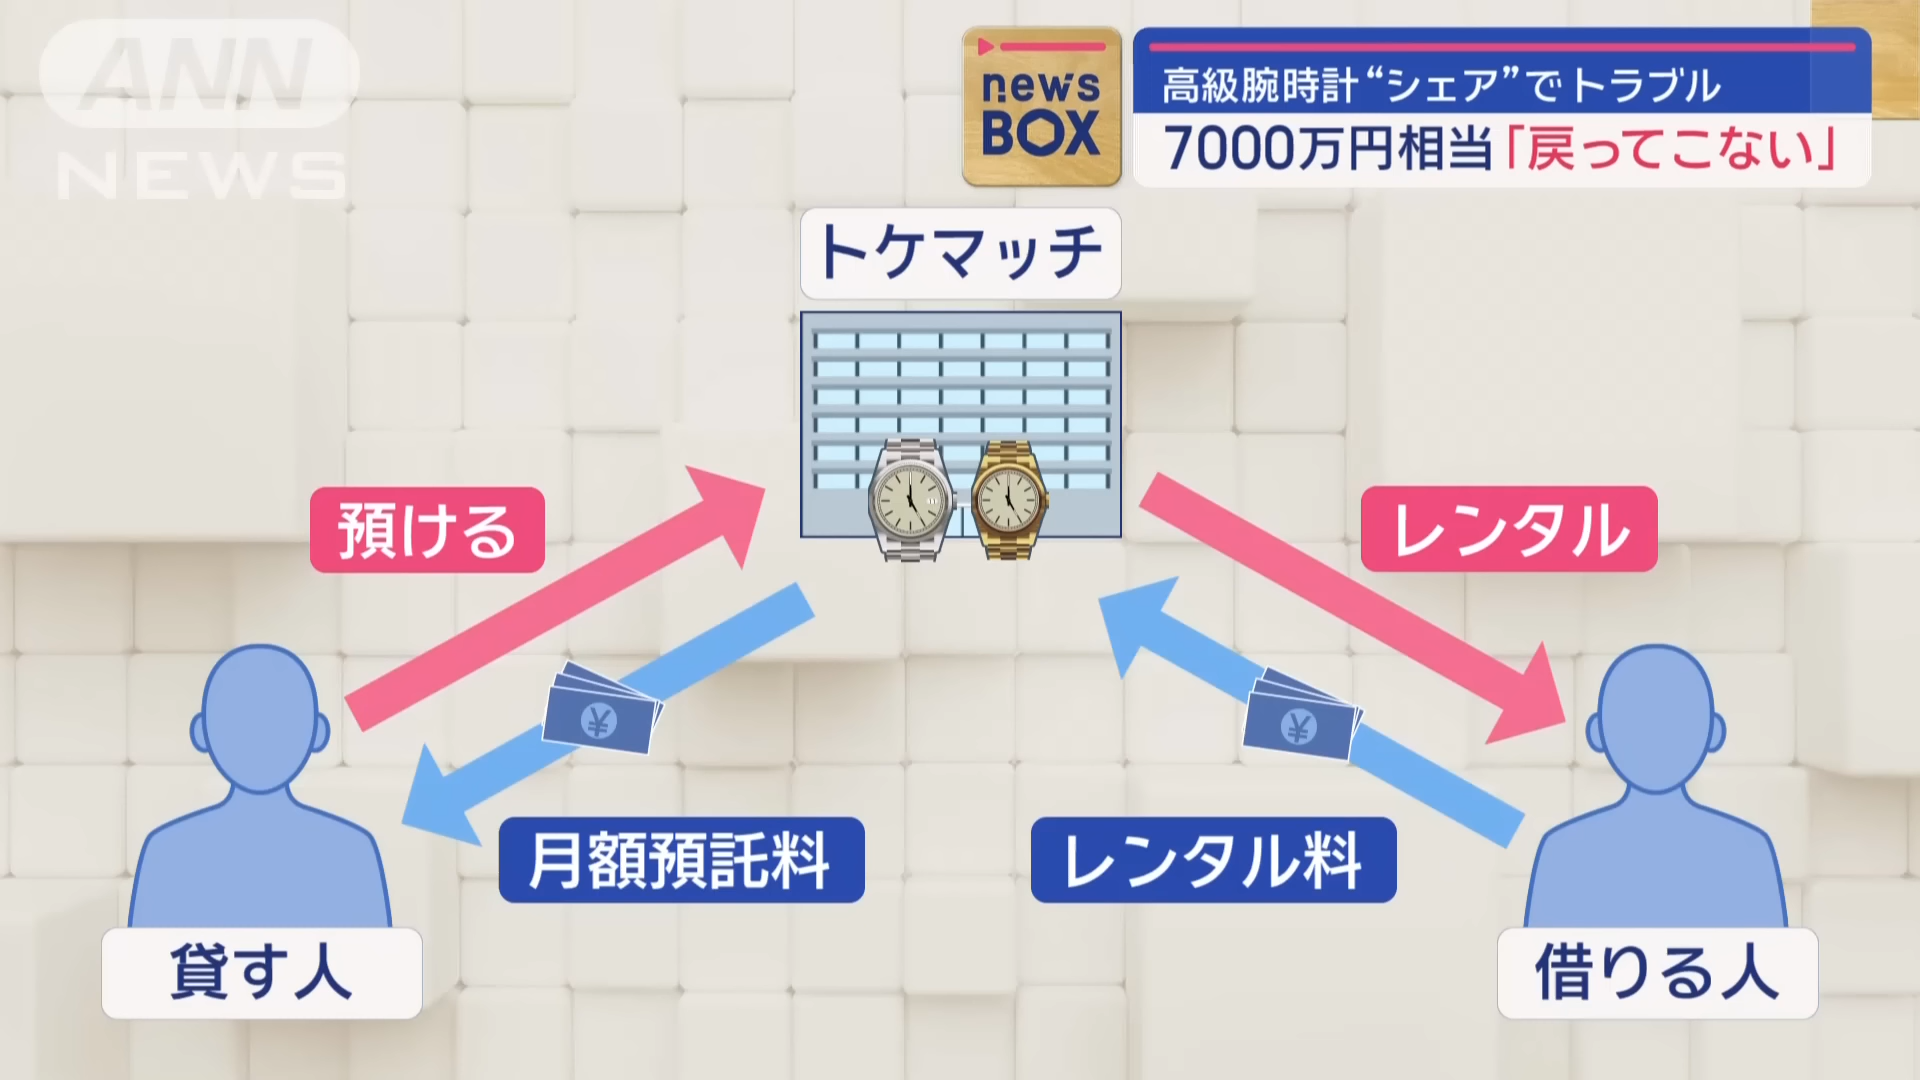 ANN
NEWS
news
BOX
高級腕時計“シェア”でトラブル
7000万円相当「戻ってこない」
トケマッチ
預ける
レンタル
¥
¥
月額預託料
レンタル料
貸す人
借りる人